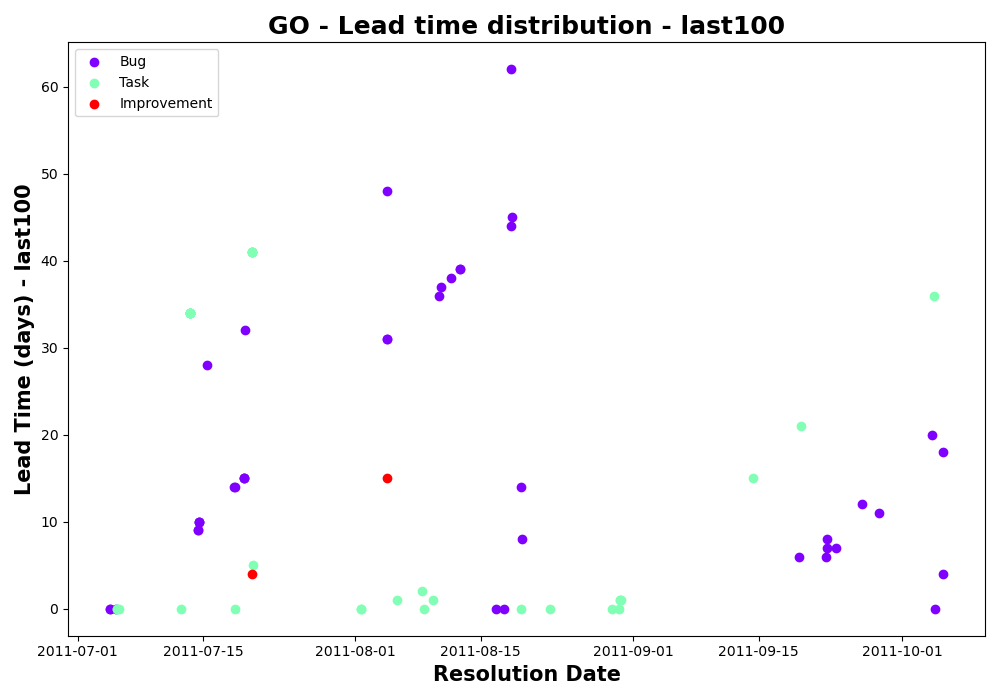 GO - Lead time distribution - last100
Bug
Task
Improvement
Lead Time (days) - last100
60
50
40
30
20
10
0
2011-07-01 2011-07-15 2011-08-01 2011-08-15 2011-09-01 2011-09-15 2011-10-01
Resolution Date